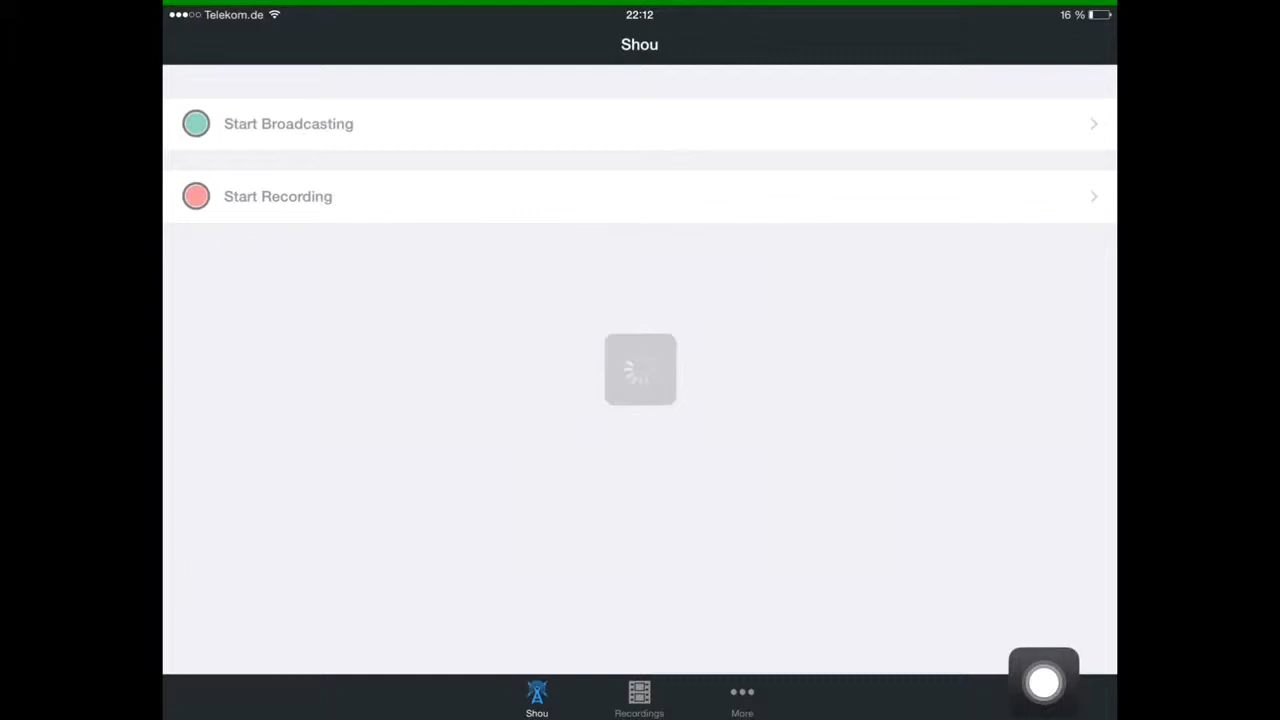 Telekom.de
22:12
16 %
Shou
Start Broadcasting
Start Recording
Shou
Recordings
More